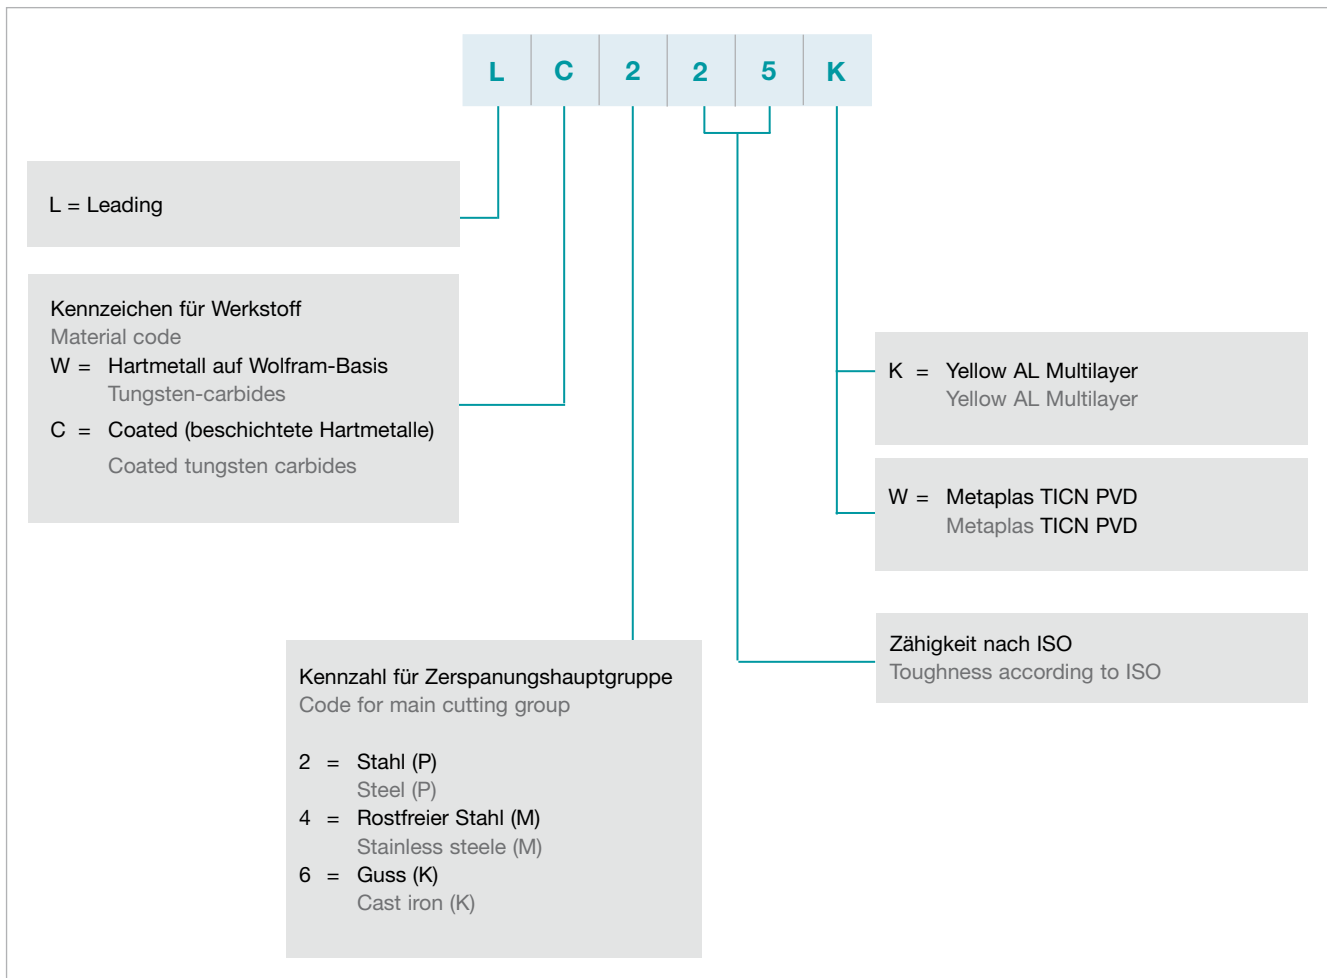 L C 2 2 5 K
L = Leading
Kennzeichen für Werkstoff
Material code
W = Hartmetall auf Wolfram-Basis
Tungsten-carbides
C = Coated (beschichtete Hartmetalle)
Coated tungsten carbides
K = Yellow AL Multilayer
Yellow AL Multilayer
W = Metaplas TICN PVD
Metaplas TICN PVD
Zähigkeit nach ISO
Toughness according to ISO
Kennzahl für Zerspanungshauptgruppe
Code for main cutting group
2 = Stahl (P)
Steel (P)
4 = Rostfreier Stahl (M)
Stainless steele (M)
6 = Guss (K)
Cast iron (K)